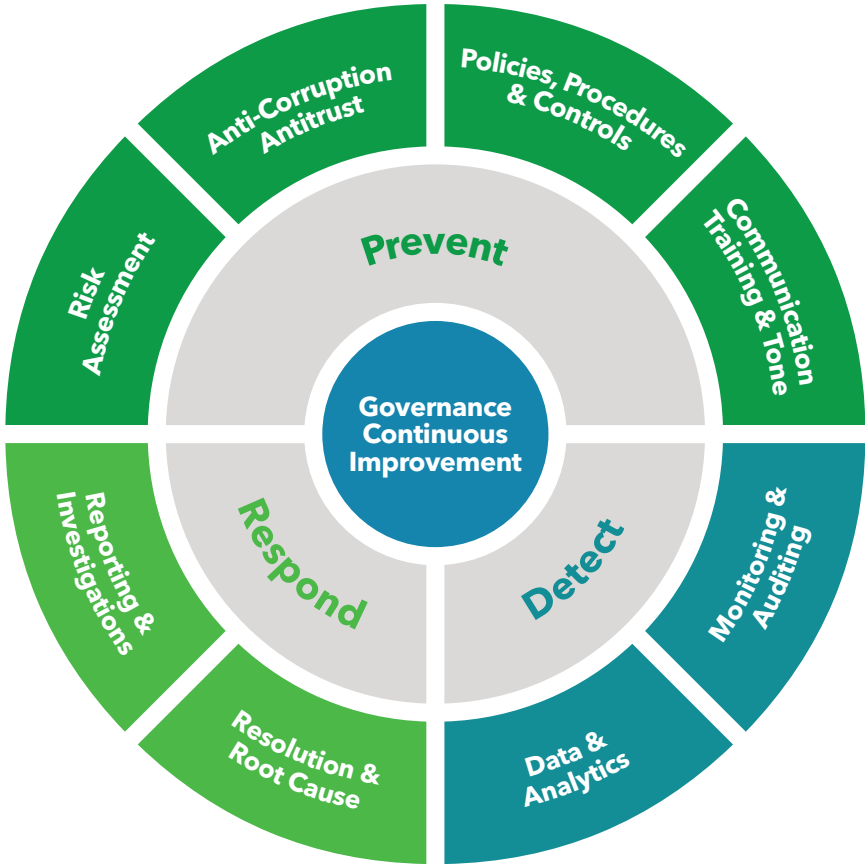 Anti-Corruption
Antitrust
Policies, Procedures
& Controls
Communication
Training & Tone
Risk
Assessment
Prevent
Governance
Continuous
Improvement
Respond
Detect
Reporting &
Investigations
Monitoring &
Auditing
Resolution &
Root Cause
Data &
Analytics